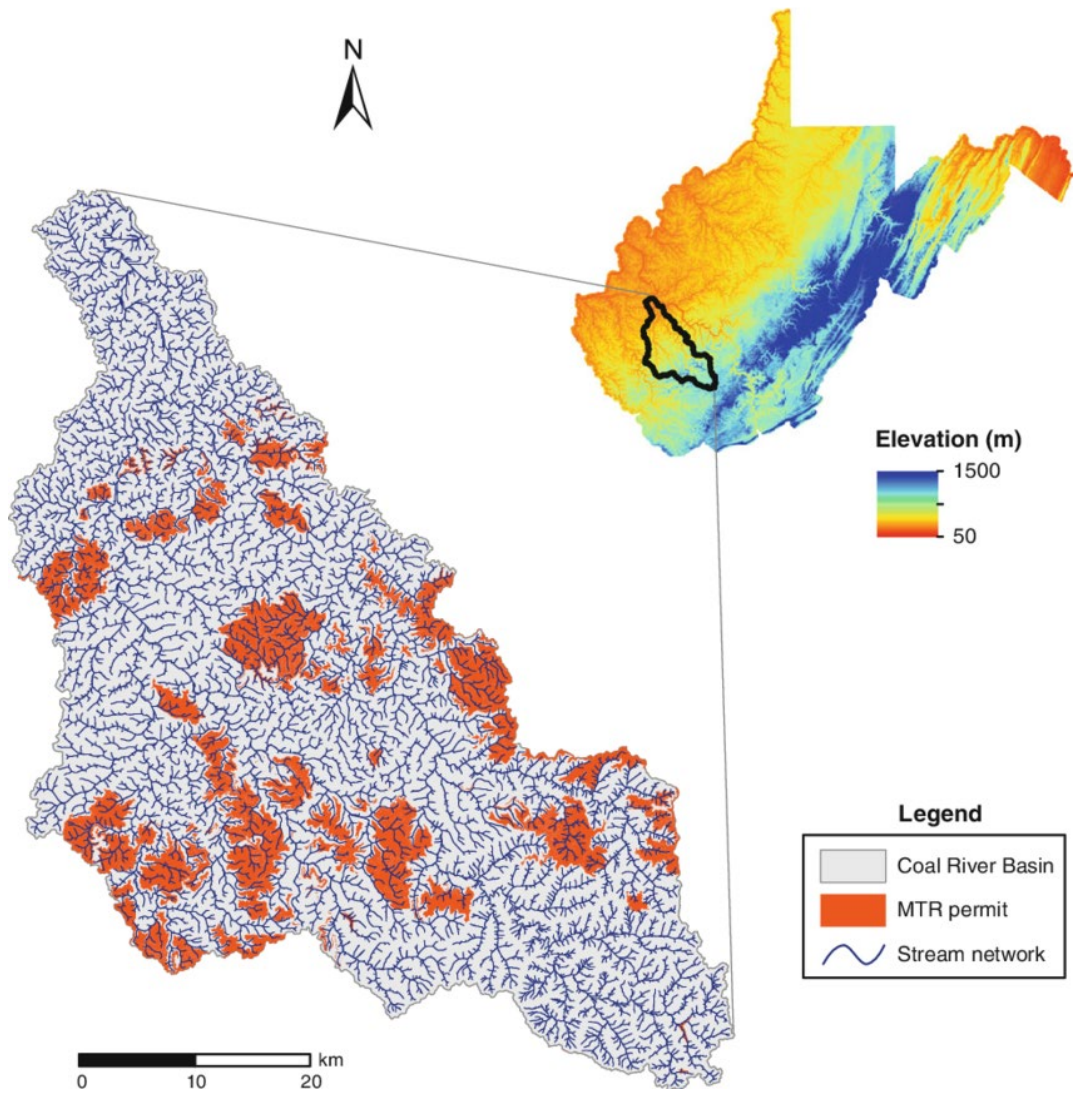 N
Elevation (m)
1500
50
Legend
Coal River Basin
MTR permit
Stream network
km
0 10 20